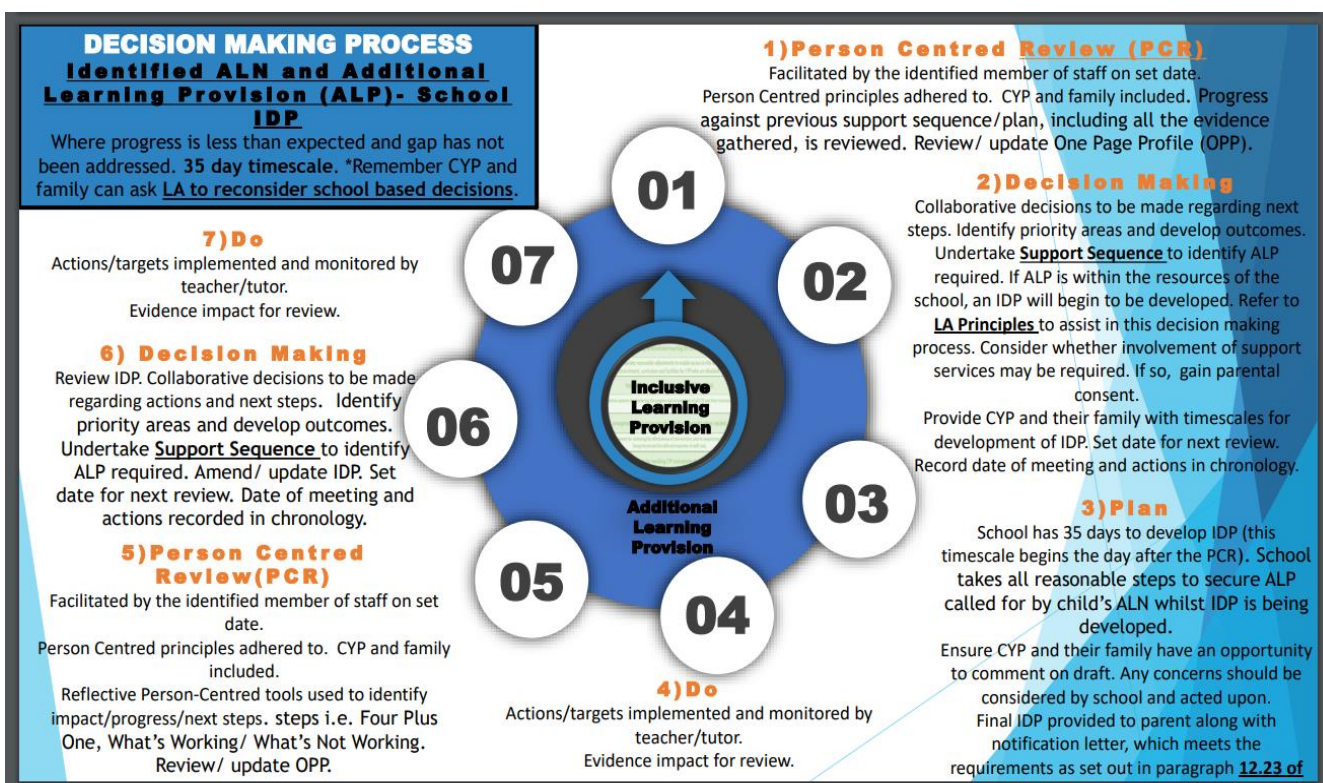 DECISION MAKING PROCESS
Identified ALN and Additional
Learning Provision (ALP)- School
IDP
Where progress is less than expected and gap has not
been addressed. 35 day timescale. *Remember CYP and
family can ask LA to reconsider school based decisions.
1)Person Centred Review (PCR)
Facilitated by the identified member of staff on set date.
Person Centred principles adhered to. CYP and family included. Progress
against previous support sequence/plan, including all the evidence
gathered, is reviewed. Review/ update One Page Profile (OPP).
2)Decision Making
Collaborative decisions to be made regarding next
steps. Identify priority areas and develop outcomes.
Undertake Support Sequence to identify ALP
required. If ALP is within the resources of the
school, an IDP will begin to be developed. Refer to
LA Principles to assist in this decision making
process. Consider whether involvement of support
services may be required. If so, gain parental
consent.
Provide CYP and their family with timescales for
development of IDP. Set date for next review.
Record date of meeting and actions in chronology.
3)Plan
School has 35 days to develop IDP (this
timescale begins the day after the PCR). School
takes all reasonable steps to secure ALP
called for by child's ALN whilst IDP is being
developed.
Ensure CYP and their family have an opportunity
to comment on draft. Any concerns should be
considered by school and acted upon.
Final IDP provided to parent along with
notification letter, which meets the
requirements as set out in paragraph 12.23 of
4)Do
Actions/targets implemented and monitored by
teacher/tutor.
Evidence impact for review.
5)Person Centred
Review(PCR)
Facilitated by the identified member of staff on set
date.
Person Centred principles adhered to. CYP and family
included.
Reflective Person-Centred tools used to identify
impact/progress/next steps. steps i.e. Four Plus
One, What's Working/ What's Not Working.
Review/ update OPP.
6) Decision Making
Review IDP. Collaborative decisions to be made
regarding actions and next steps. Identify
priority areas and develop outcomes.
Undertake Support Sequence to identify
ALP required. Amend/ update IDP. Set
date for next review. Date of meeting and
actions recorded in chronology.
7)Do
Actions/targets implemented and monitored by
teacher/tutor.
Evidence impact for review.
01
02
03
04
05
06
07
Inclusive
Learning
Provision
Additional
Learning
Provision